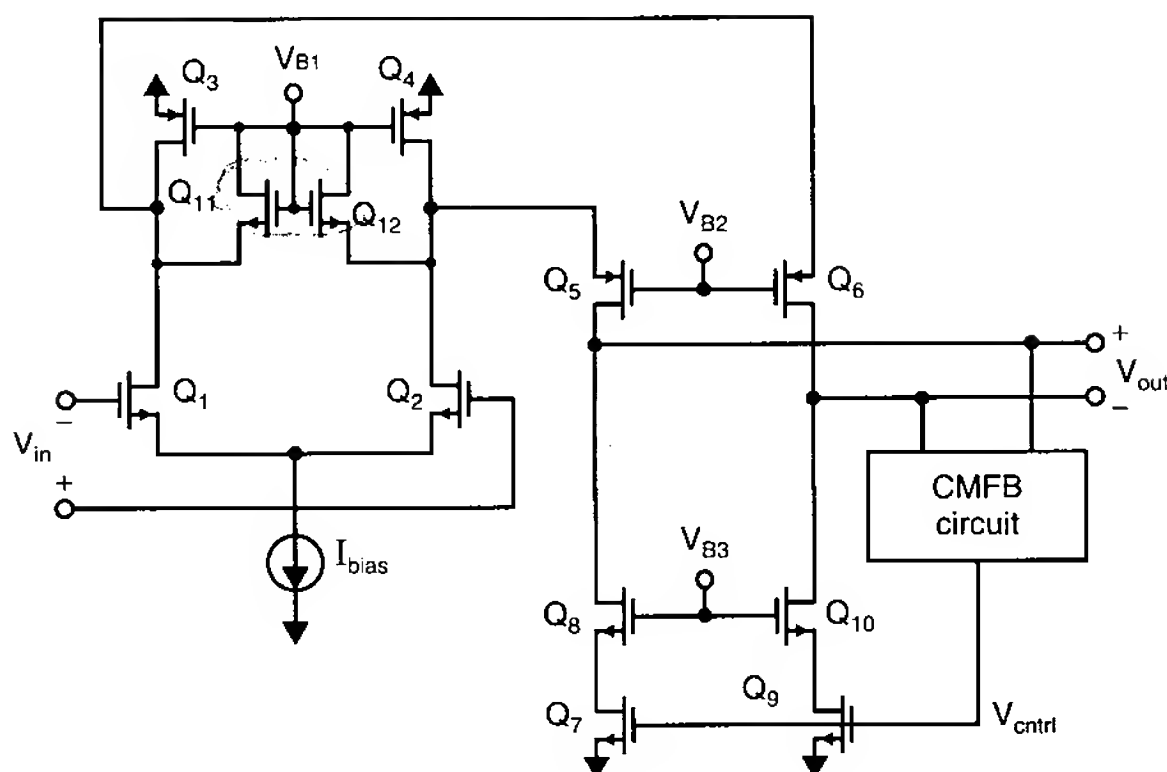 Q3
VB1
Q4
Q11
Q12
VB2
Q5
Q6
+
Vout
−
Q1
Q2
−
Vin
+
CMFB
circuit
Ibias
VB3
Q8
Q10
Q7
Q9
Vcntrl